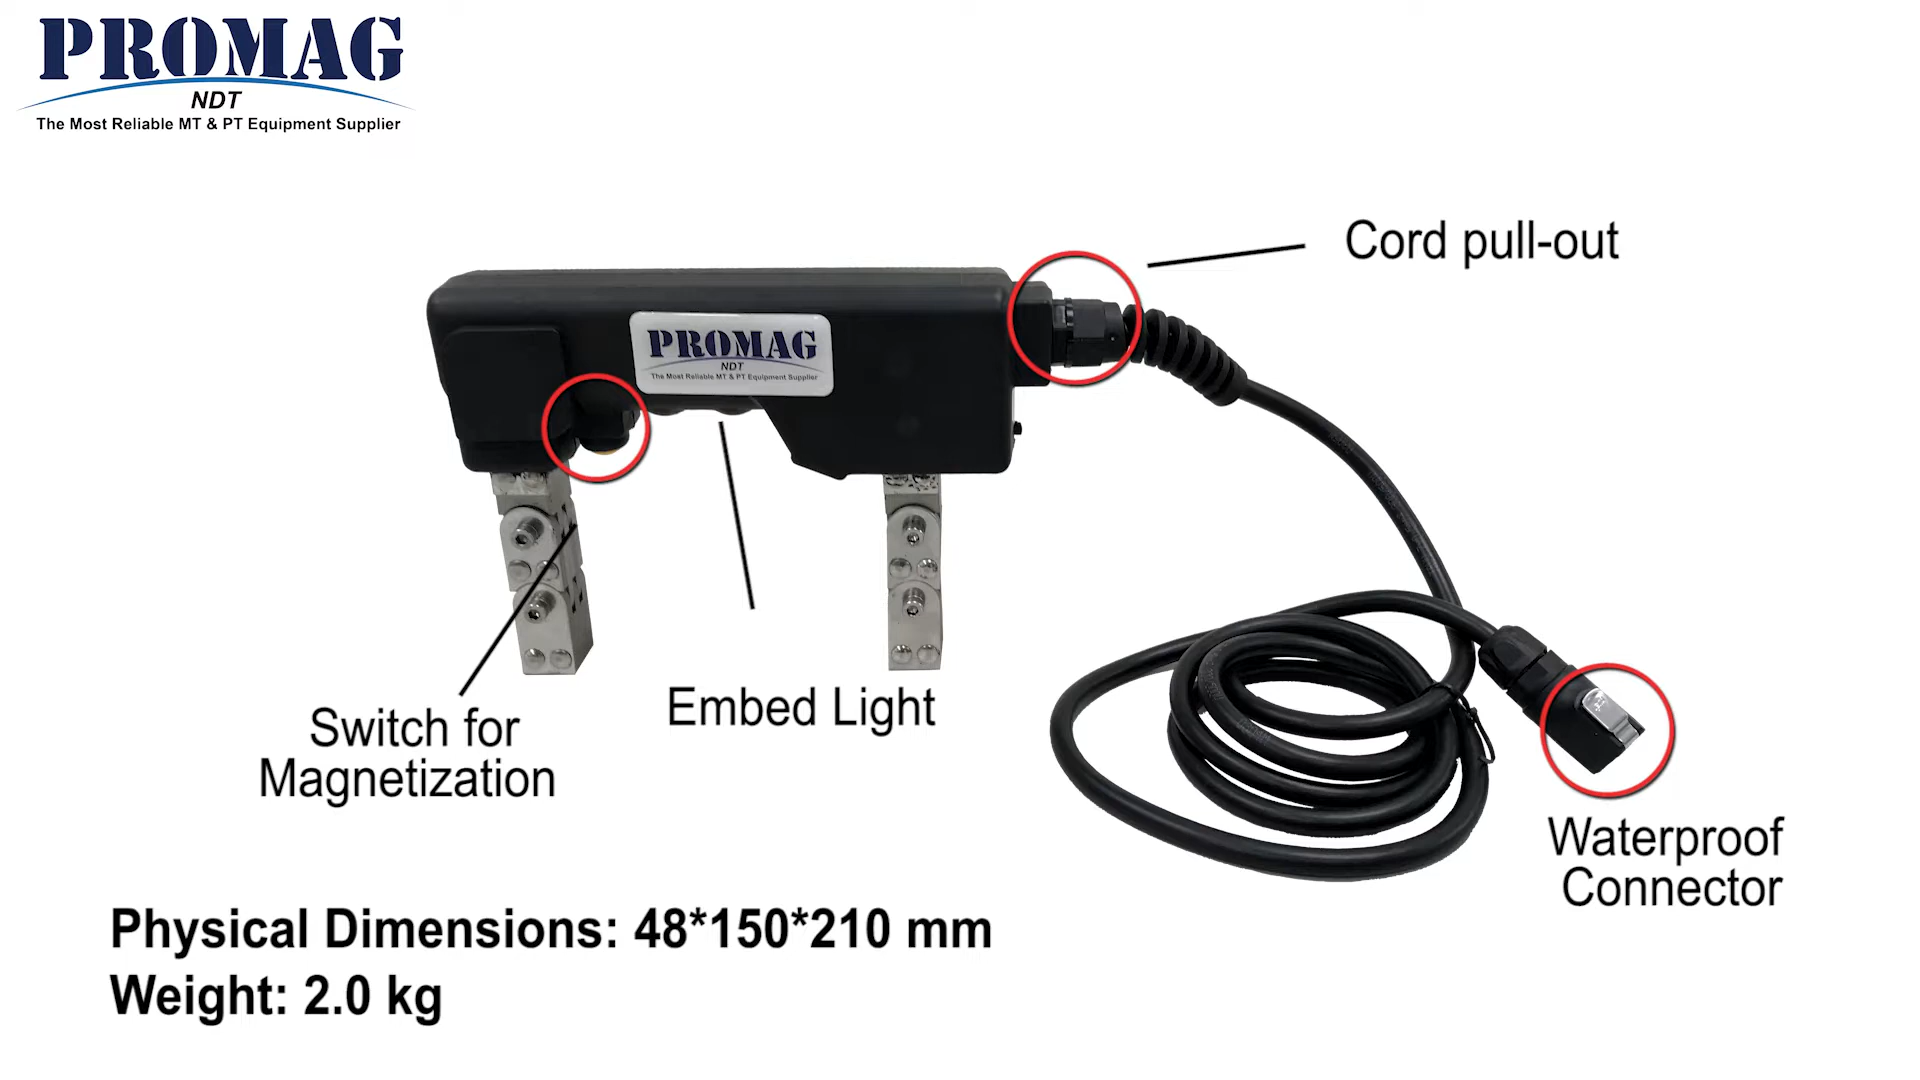 PROMAG
NDT
The Most Reliable MT & PT Equipment Supplier
Cord pull-out
PROMAG
NDT
The Most Reliable MT & PT Equipment Supplier
Embed Light
Switch for
Magnetization
Waterproof
Connector
Physical Dimensions: 48*150*210 mm
Weight: 2.0 kg